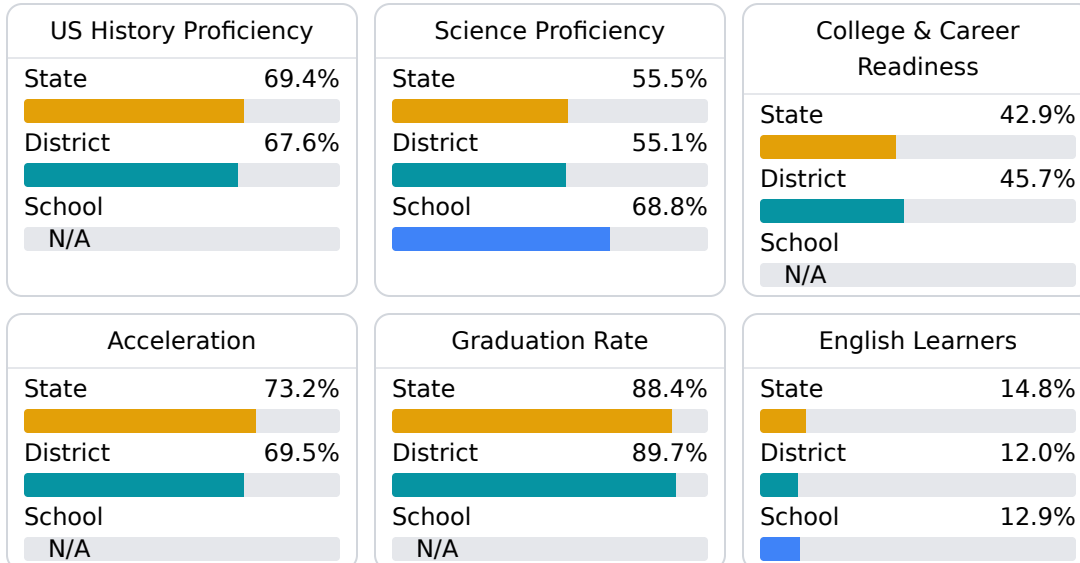 US History Proficiency
State 69.4%
District 67.6%
School
N/A
Science Proficiency
State 55.5%
District 55.1%
School 68.8%
College & Career
Readiness
State 42.9%
District 45.7%
School
N/A
Acceleration
State 73.2%
District 69.5%
School
N/A
Graduation Rate
State 88.4%
District 89.7%
School
N/A
English Learners
State 14.8%
District 12.0%
School 12.9%